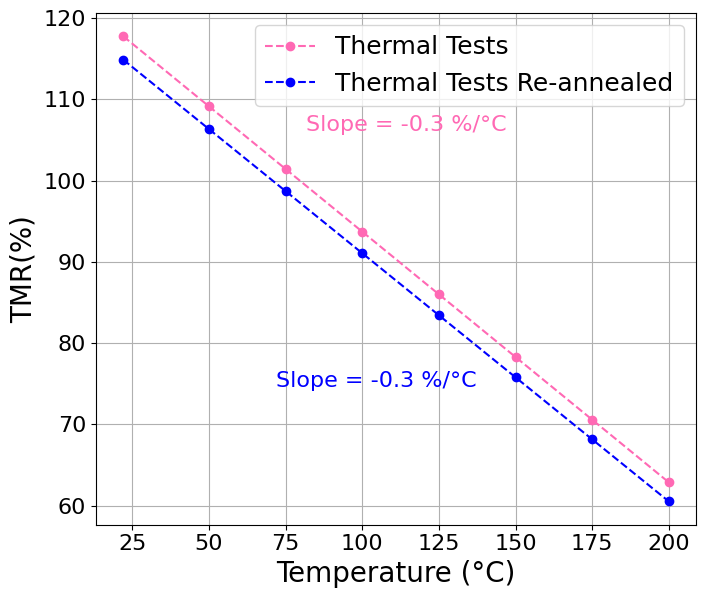 120
110
100
90
80
70
60
TMR(%)
Thermal Tests
Thermal Tests Re-annealed
Slope = -0.3 %/°C
Slope = -0.3 %/°C
25 50 75 100 125 150 175 200
Temperature (°C)